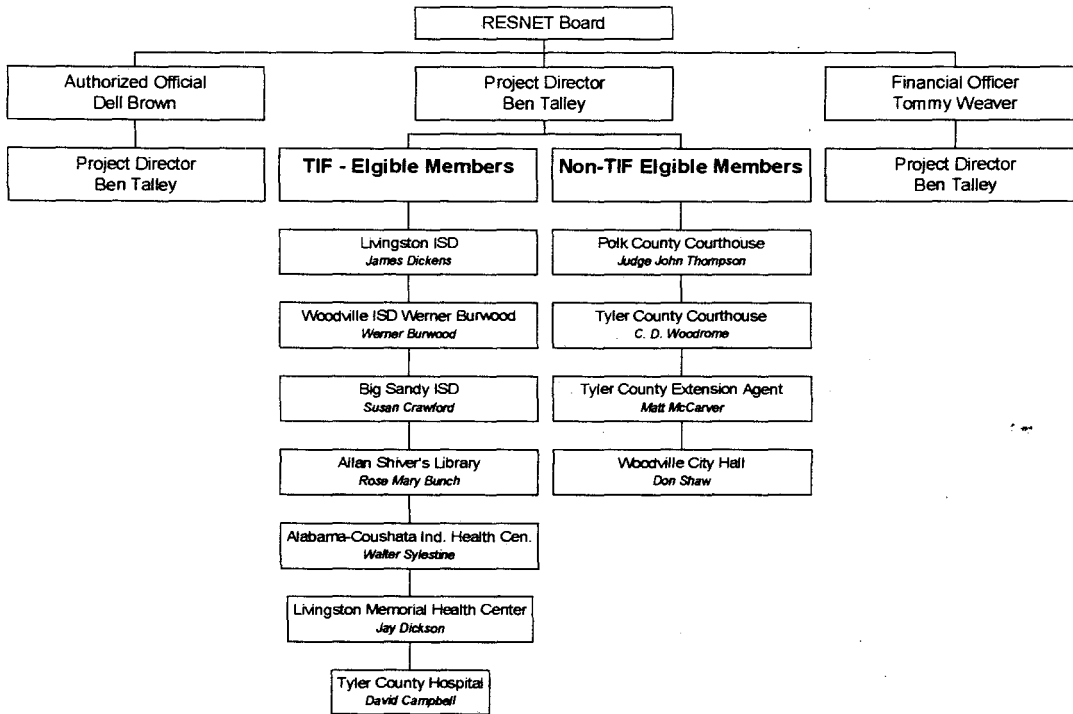 RESNET Board
Authorized Official
Dell Brown
Project Director
Ben Talley
Financial Officer
Tommy Weaver
Project Director
Ben Talley
TIF - Elgible Members
Non-TIF Elgible Members
Project Director
Ben Talley
Livingston ISD
James Dickens
Polk County Courthouse
Judge John Thompson
Woodville ISD Werner Burwood
Werner Burwood
Tyler County Courthouse
C. D. Woodrome
Big Sandy ISD
Susan Crawford
Tyler County Extension Agent
Matt McCarver
Allan Shiver's Library
Rose Mary Bunch
Woodville City Hall
Don Shaw
Alabama-Coushata Ind. Health Cen.
Walter Sylestine
Livingston Memorial Health Center
Jay Dickson
Tyler County Hospital
David Campbell